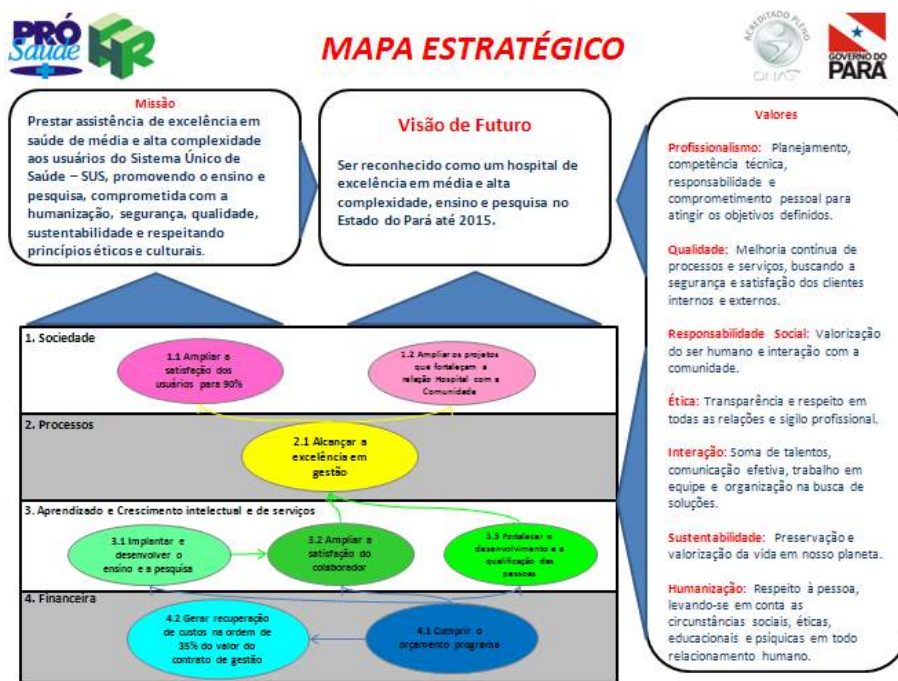 PRÓ
Saúde
HR
MAPA ESTRATÉGICO
ACREDITADO PLENO
ONA
GOVERNO DO
PARÁ
Missão
Prestar assistência de excelência em
saúde de média e alta complexidade
aos usuários do Sistema Único de
Saúde – SUS, promovendo o ensino e
pesquisa, comprometida com a
humanização, segurança, qualidade,
sustentabilidade e respeitando
princípios éticos e culturais.
Visão de Futuro
Ser reconhecido como um hospital de
excelência em média e alta
complexidade, ensino e pesquisa no
Estado do Pará até 2015.
Valores
Profissionalismo: Planejamento,
competência técnica,
responsabilidade e
comprometimento pessoal para
atingir os objetivos definidos.
Qualidade: Melhoria contínua de
processos e serviços, buscando a
segurança e satisfação dos clientes
internos e externos.
Responsabilidade Social: Valorização
do ser humano e interação com a
comunidade.
Ética: Transparência e respeito em
todas as relações e sigilo profissional.
Interação: Soma de talentos,
comunicação efetiva, trabalho em
equipe e organização na busca de
soluções.
Sustentabilidade: Preservação e
valorização da vida em nosso planeta.
Humanização: Respeito à pessoa,
levando-se em conta as
circunstâncias sociais, éticas,
educacionais e psíquicas em todo
relacionamento humano.
1. Sociedade
1.1 Ampliar a
satisfação dos
usuários para 90%
1.2 Ampliar os projetos
que fortaleçam a
relação Hospital com a
Comunidade
2. Processos
2.1 Alcançar a
excelência em
gestão
3. Aprendizado e Crescimento intelectual e de serviços
3.1 Implantar e
desenvolver o
ensino e a pesquisa
3.2 Ampliar a
satisfação do
colaborador
3.3 Fortalecer o
desenvolvimento e a
qualificação das
pessoas
4. Financeira
4.2 Gerar recuperação
de custos na ordem de
35% do valor do
contrato de gestão
4.1 Cumprir o
orçamento programa